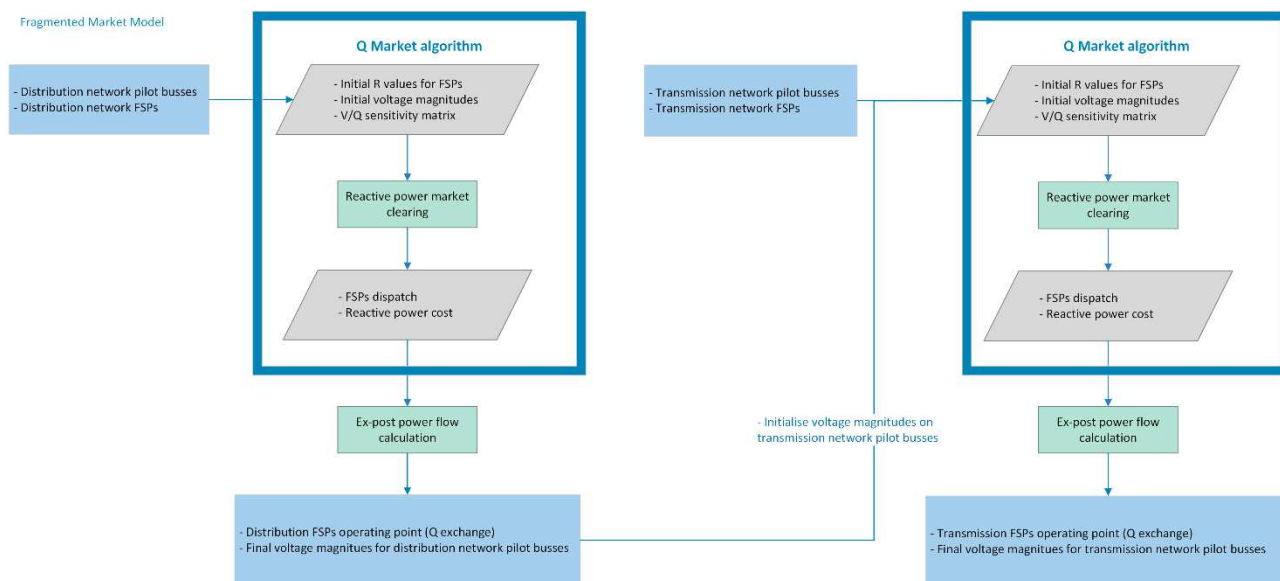 Fragmented Market Model
Q Market algorithm
- Distribution network pilot busses
- Distribution network FSPs
- Initial R values for FSPs
- Initial voltage magnitudes
- V/Q sensitivity matrix
Reactive power market
clearing
- FSPs dispatch
- Reactive power cost
Ex-post power flow
calculation
- Distribution FSPs operating point (Q exchange)
- Final voltage magnitues for distribution network pilot busses
- Initialise voltage magnitudes on
transmission network pilot busses
- Transmission network pilot busses
- Transmission network FSPs
Q Market algorithm
- Initial R values for FSPs
- Initial voltage magnitudes
- V/Q sensitivity matrix
Reactive power market
clearing
- FSPs dispatch
- Reactive power cost
Ex-post power flow
calculation
- Transmission FSPs operating point (Q exchange)
- Final voltage magnitues for transmission network pilot busses